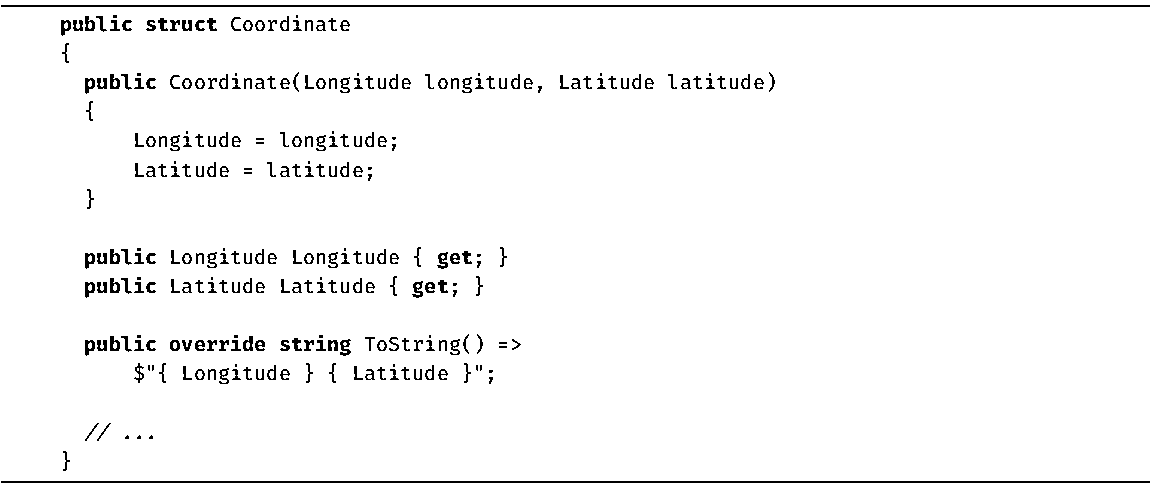 public struct Coordinate
{
public Coordinate(Longitude longitude, Latitude latitude)
{
Longitude = longitude;
Latitude = latitude;
}
public Longitude Longitude { get; }
public Latitude Latitude { get; }
public override string ToString() =>
$"{ Longitude } { Latitude }";
// ...
}